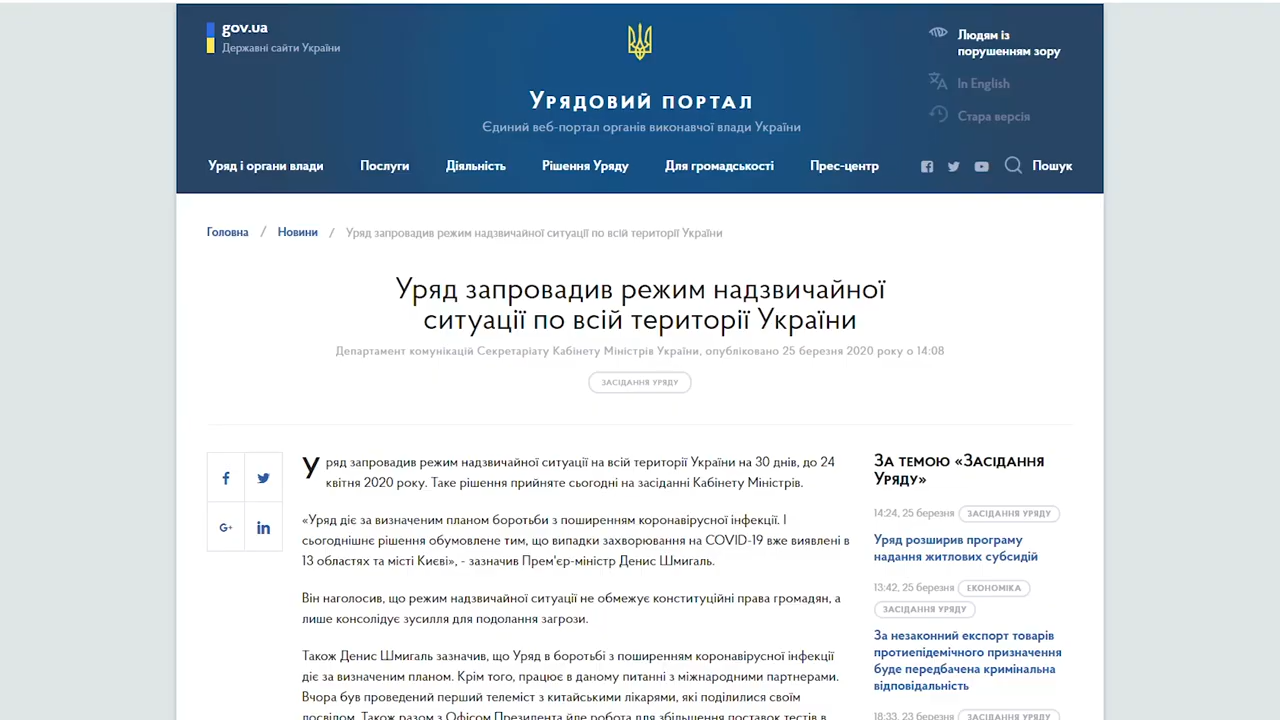 gov.ua
Державні сайти України
Людям із
порушенням зору
In English
Стара версія
Урядовий портал
Єдиний веб-портал органів виконавчої влади України
Уряд і органи влади
Послуги
Діяльність
Рішення Уряду
Для громадськості
Прес-центр
Пошук
Головна / Новини / Уряд запровадив режим надзвичайної ситуації по всій території України
Уряд запровадив режим надзвичайної
ситуації по всій території України
Департамент комунікацій Секретаріату Кабінету Міністрів України, опубліковано 25 березня 2020 року о 14:08
ЗАСІДАННЯ УРЯДУ
Уряд запровадив режим надзвичайної ситуації на всій території України на 30 днів, до 24
квітня 2020 року. Таке рішення прийняте сьогодні на засіданні Кабінету Міністрів.
«Уряд діє за визначеним планом боротьби з поширенням коронавірусної інфекції. І
сьогоднішнє рішення обумовлене тим, що випадки захворювання на COVID-19 вже виявлені в
13 областях та місті Києві», - зазначив Прем'єр-міністр Денис Шмигаль.
Він наголосив, що режим надзвичайної ситуації не обмежує конституційні права громадян, а
лише консолідує зусилля для подолання загрози.
Також Денис Шмигаль зазначив, що Уряд в боротьбі з поширенням коронавірусної інфекції
діє за визначеним планом. Крім того, працює в даному питанні з міжнародними партнерами.
Вчора був проведений перший телеміст з китайськими лікарями, які поділилися своїм
досвідом. Також разом з Офісом Президента йде робота для збільшення поставок тестів в
За темою «Засідання
Уряду»
14:24, 25 березня ЗАСІДАННЯ УРЯДУ
Уряд розширив програму
надання житлових субсидій
13:42, 25 березня ЕКОНОМІКА
ЗАСІДАННЯ УРЯДУ
За незаконний експорт товарів
протиепідемічного призначення
буде передбачена кримінальна
відповідальність
18:33, 23 березня ЗАСІДАННЯ УРЯДУ